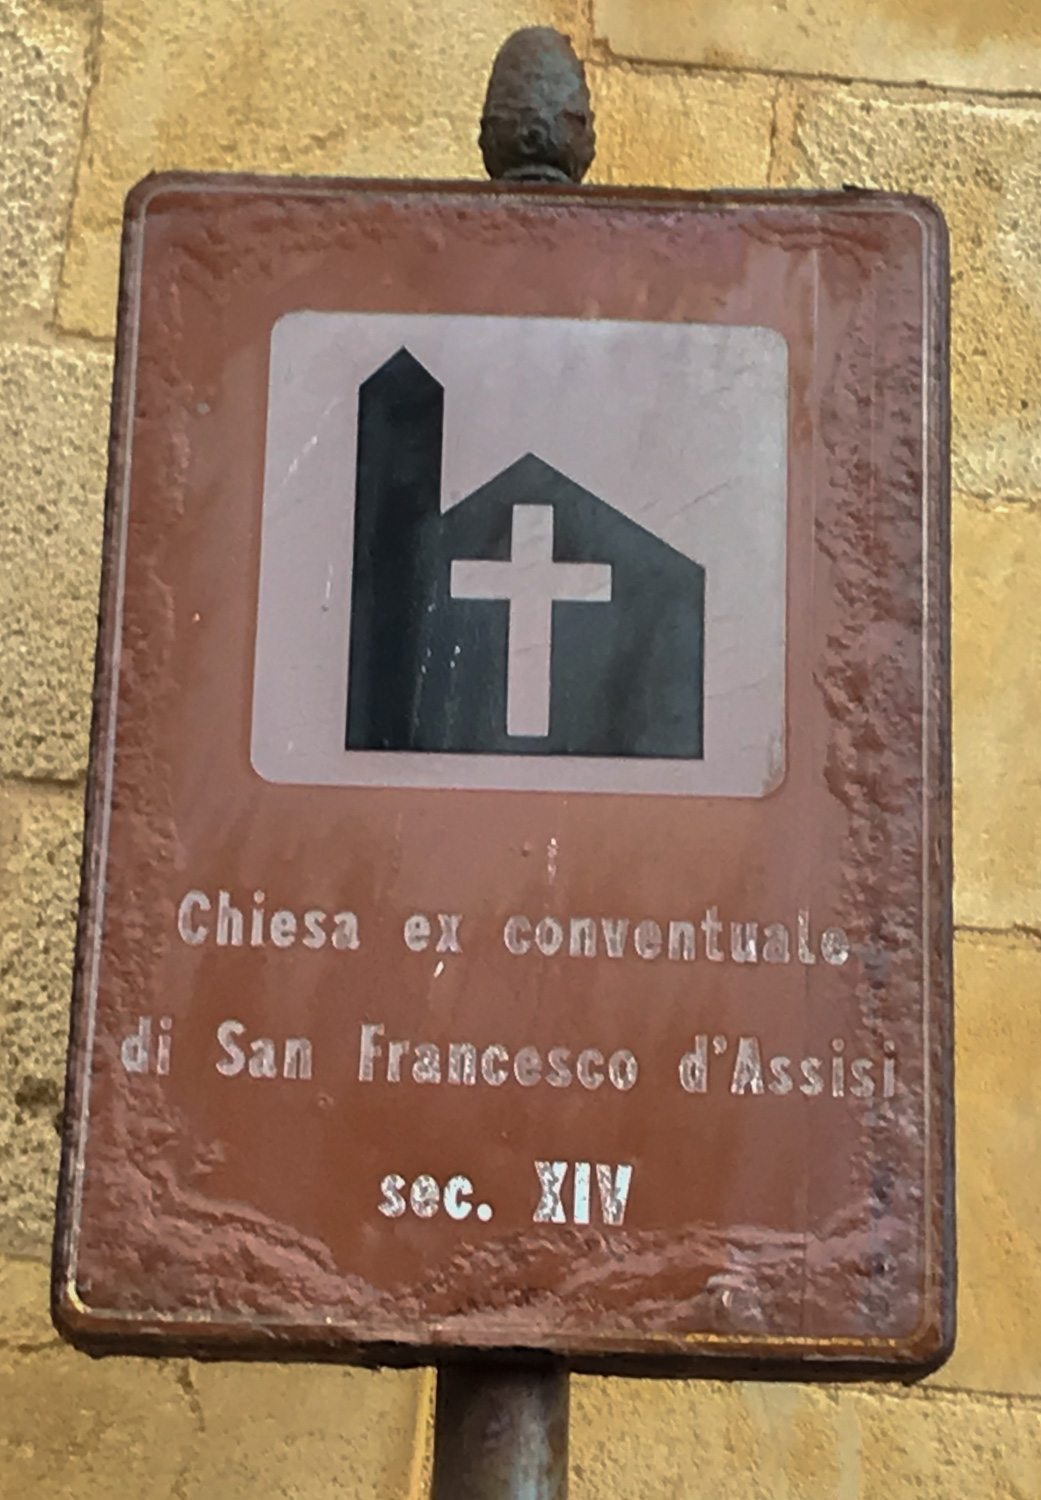 Chiesa ex conventuale
di San Francesco d'Assisi
sec. XIV